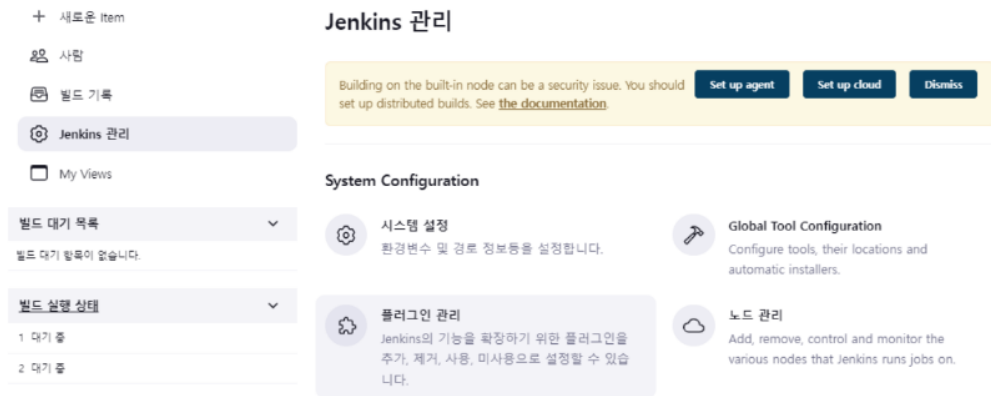 새로운 Item
사람
빌드 기록
Jenkins 관리
My Views
빌드 대기 목록
빌드 대기 항목이 없습니다.
빌드 실행 상태
1 대기 중
2 대기 중
Jenkins 관리
Building on the built-in node can be a security issue. You should
set up distributed builds. See the documentation.
Set up agent
Set up cloud
Dismiss
System Configuration
시스템 설정
환경변수 및 경로 정보등을 설정합니다.
Global Tool Configuration
Configure tools, their locations and
automatic installers.
플러그인 관리
Jenkins의 기능을 확장하기 위한 플러그인을
추가, 제거, 사용, 미사용으로 설정할 수 있습
니다.
노드 관리
Add, remove, control and monitor the
various nodes that Jenkins runs jobs on.